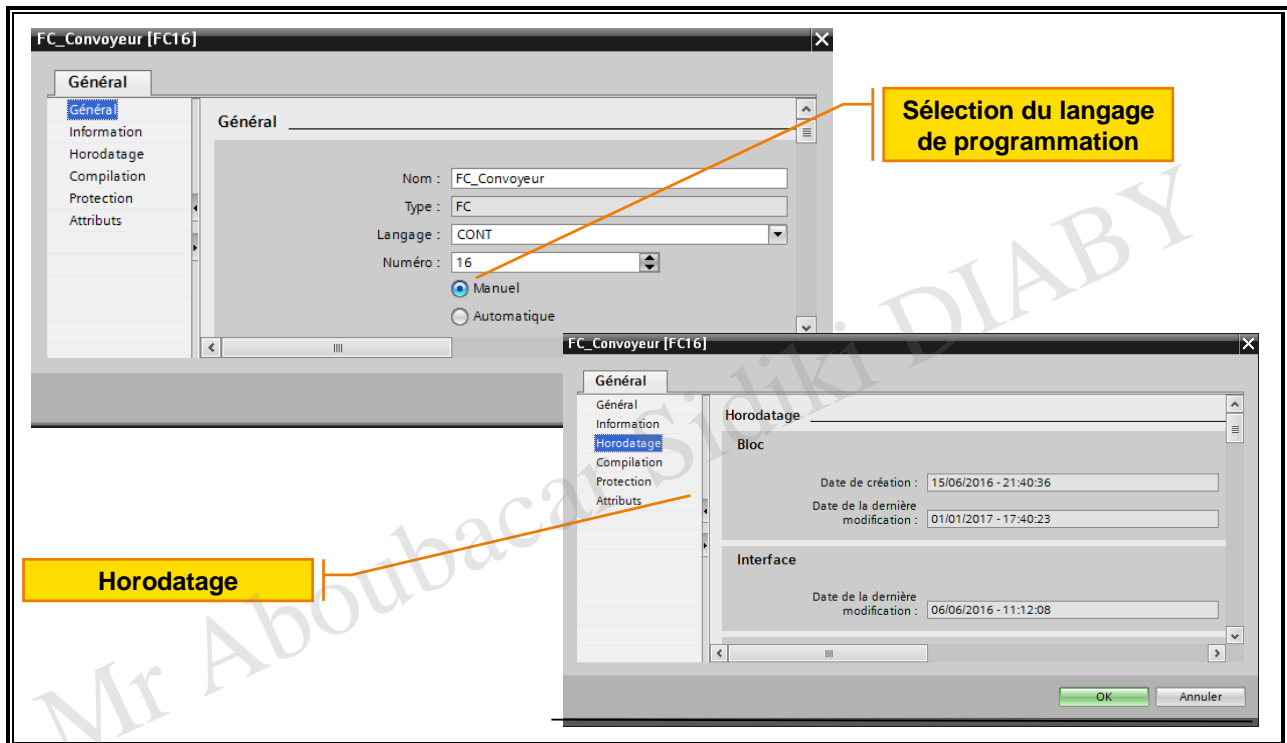 FC_Convoyeur [FC16]
Général
Général
Information
Horodatage
Compilation
Protection
Attributs
Général
Nom : FC_Convoyeur
Type : FC
Langage : CONT
Numéro : 16
Manuel
Automatique
Sélection du langage
de programmation
FC_Convoyeur [FC16]
Général
Général
Information
Horodatage
Compilation
Protection
Attributs
Horodatage
Bloc
Date de création : 15/06/2016 - 21:40:36
Date de la dernière
modification : 01/01/2017 - 17:40:23
Interface
Date de la dernière
modification : 06/06/2016 - 11:12:08
OK Annuler
Horodatage
Mr Aboubacar Sidiki DIABY